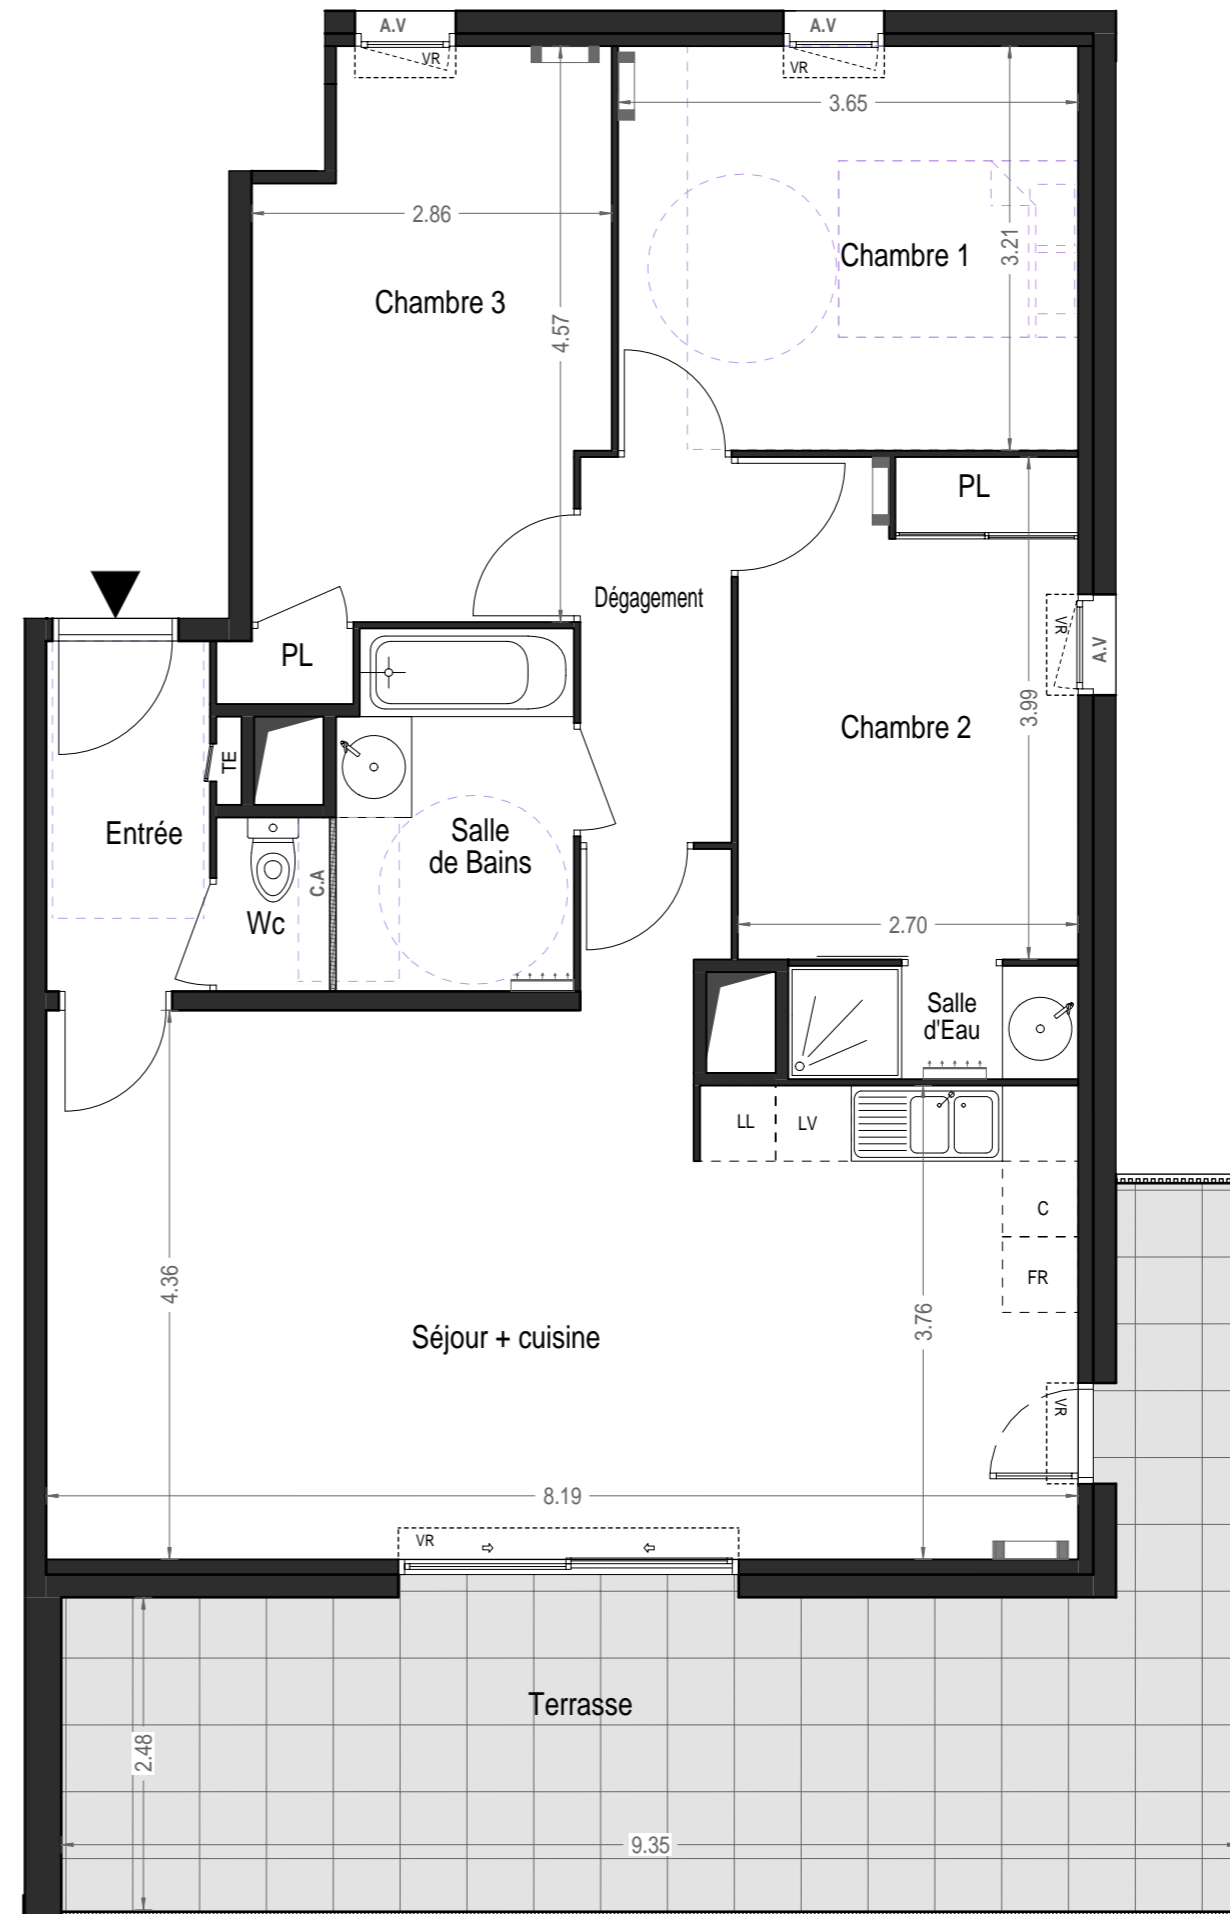 A.V
A.V
VR
VR
3.65
2.86
Chambre 1
3.21
Chambre 3
4.57
PL
Dégagement
VR
A.V
PL
3.99
Chambre 2
TE
Entrée
Salle
de Bains
C.A
Wc
2.70
Salle
d'Eau
LL
LV
C
FR
4.36
3.76
Séjour + cuisine
VR
8.19
VR
Terrasse
2.48
9.35